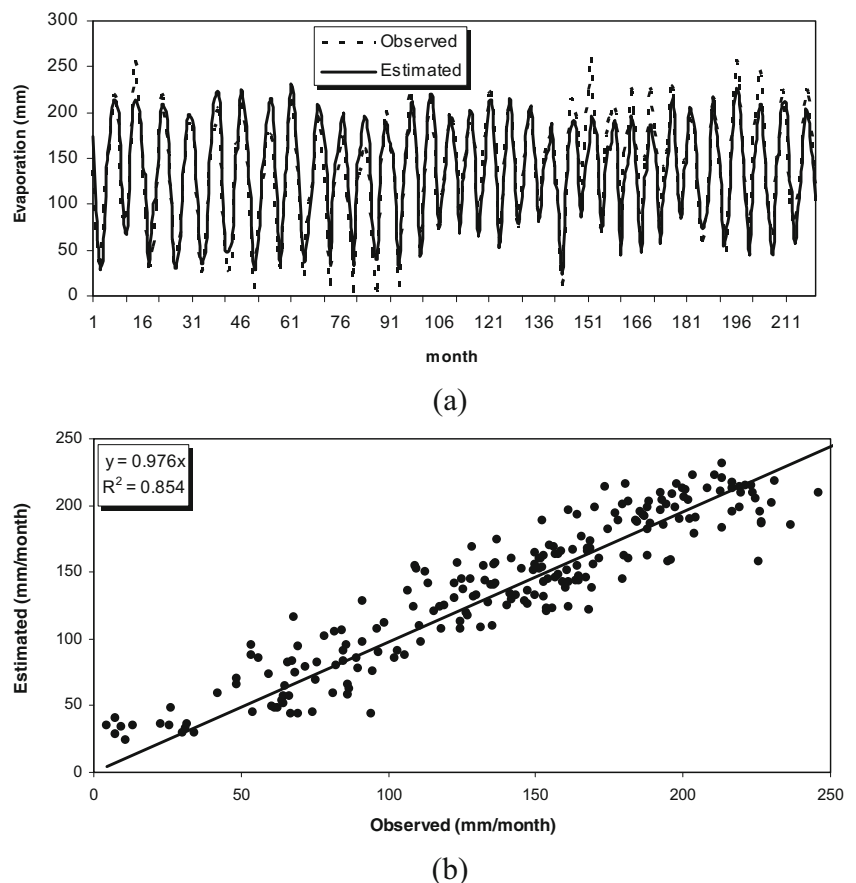 300
250
200
150
100
50
0
Evaporation (mm)
Observed
Estimated
1 16 31 46 61 76 91 106 121 136 151 166 181 196 211
month
(a)
250
200
150
100
50
0
Estimated (mm/month)
y = 0.976x
R² = 0.854
0 50 100 150 200 250
Observed (mm/month)
(b)